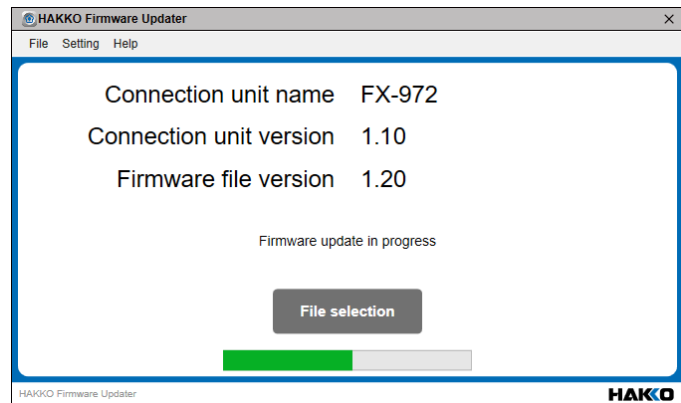 HAKKO Firmware Updater
File Setting Help
Connection unit name FX-972
Connection unit version 1.10
Firmware file version 1.20
Firmware update in progress
File selection
HAKKO Firmware Updater HAKKO